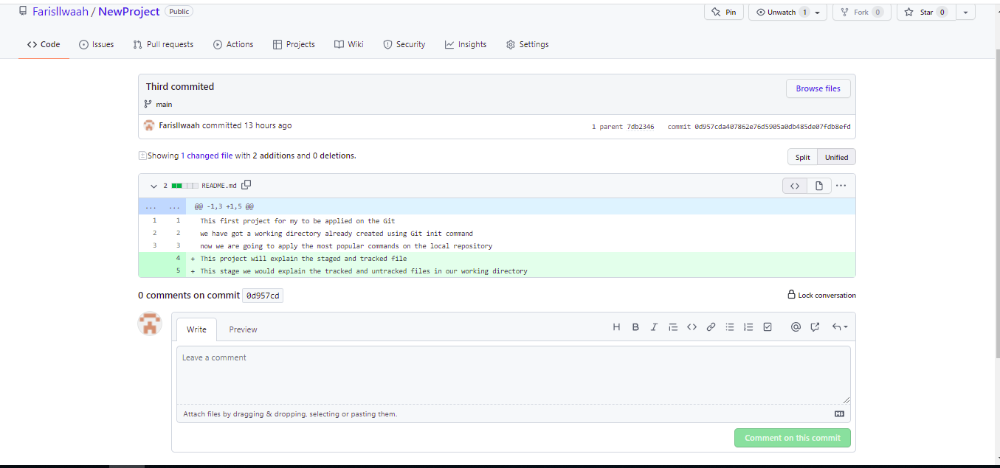 Farisllwaah / NewProject Public
Pin Unwatch 1 Fork 0 Star 0
Code Issues Pull requests Actions Projects Wiki Security Insights Settings
Third commited
Browse files
main
Farisllwaah committed 13 hours ago
1 parent 7db2346 commit 0d957cda407862e76d5905a0db485de07fdb8efd
Showing 1 changed file with 2 additions and 0 deletions.
Split Unified
2 README.md
... ... @@ -1,3 +1,5 @@
1 1 This first project for my to be applied on the Git
2 2 we have got a working directory already created using Git init command
3 3 now we are going to apply the most popular commands on the local repository
4 + This project will explain the staged and tracked file
5 + This stage we would explain the tracked and untracked files in our working directory
0 comments on commit 0d957cd
Lock conversation
Write Preview
Leave a comment
Attach files by dragging & dropping, selecting or pasting them.
Comment on this commit